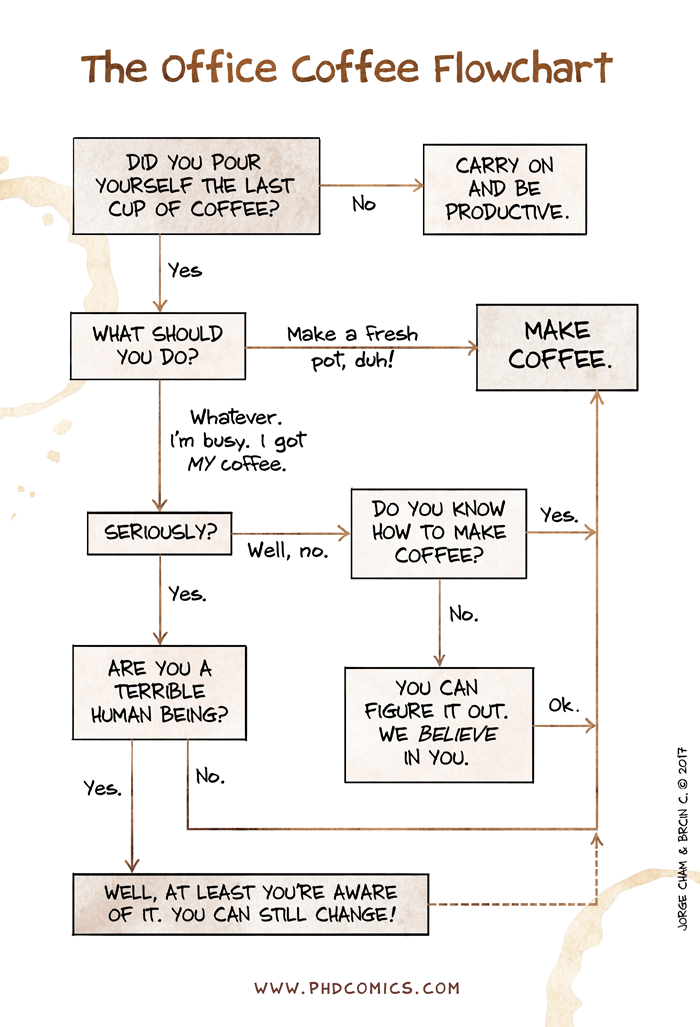 The Office Coffee Flowchart
DID YOU POUR
YOURSELF THE LAST
CUP OF COFFEE?
No
CARRY ON
AND BE
PRODUCTIVE.
Yes
WHAT SHOULD
YOU DO?
Make a fresh
pot, duh!
MAKE
COFFEE.
Whatever.
I'm busy. I got
MY coffee.
SERIOUSLY?
Well, no.
DO YOU KNOW
HOW TO MAKE
COFFEE?
Yes.
Yes.
No.
ARE YOU A
TERRIBLE
HUMAN BEING?
YOU CAN
FIGURE IT OUT.
WE BELIEVE
IN YOU.
Ok.
Yes.
No.
WELL, AT LEAST YOU'RE AWARE
OF IT. YOU CAN STILL CHANGE!
JORGE CHAM & BRCIN C. © 2017
WWW.PHDCOMICS.COM